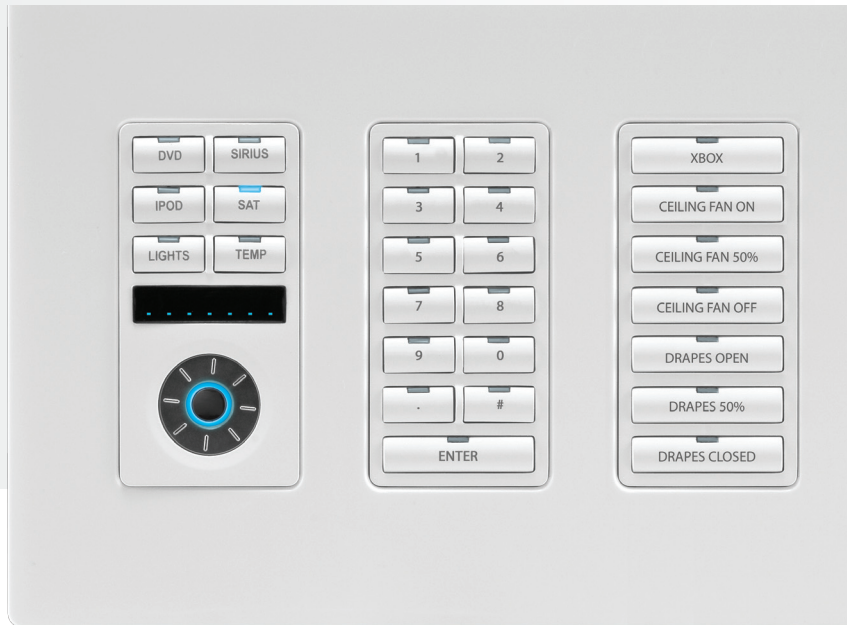 DVD SIRIUS
IPOD SAT
LIGHTS TEMP
1 2
3 4
5 6
7 8
9 0
. #
ENTER
XBOX
CEILING FAN ON
CEILING FAN 50%
CEILING FAN OFF
DRAPES OPEN
DRAPES 50%
DRAPES CLOSED